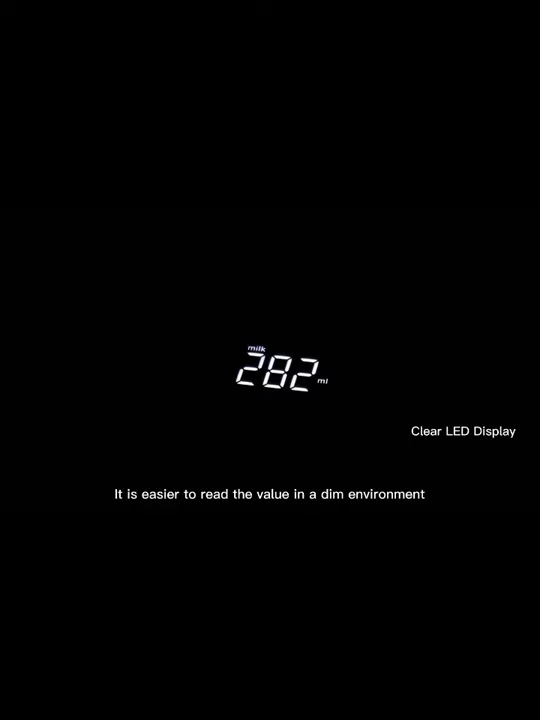 milk
282 ml
Clear LED Display
It is easier to read the value in a dim environment